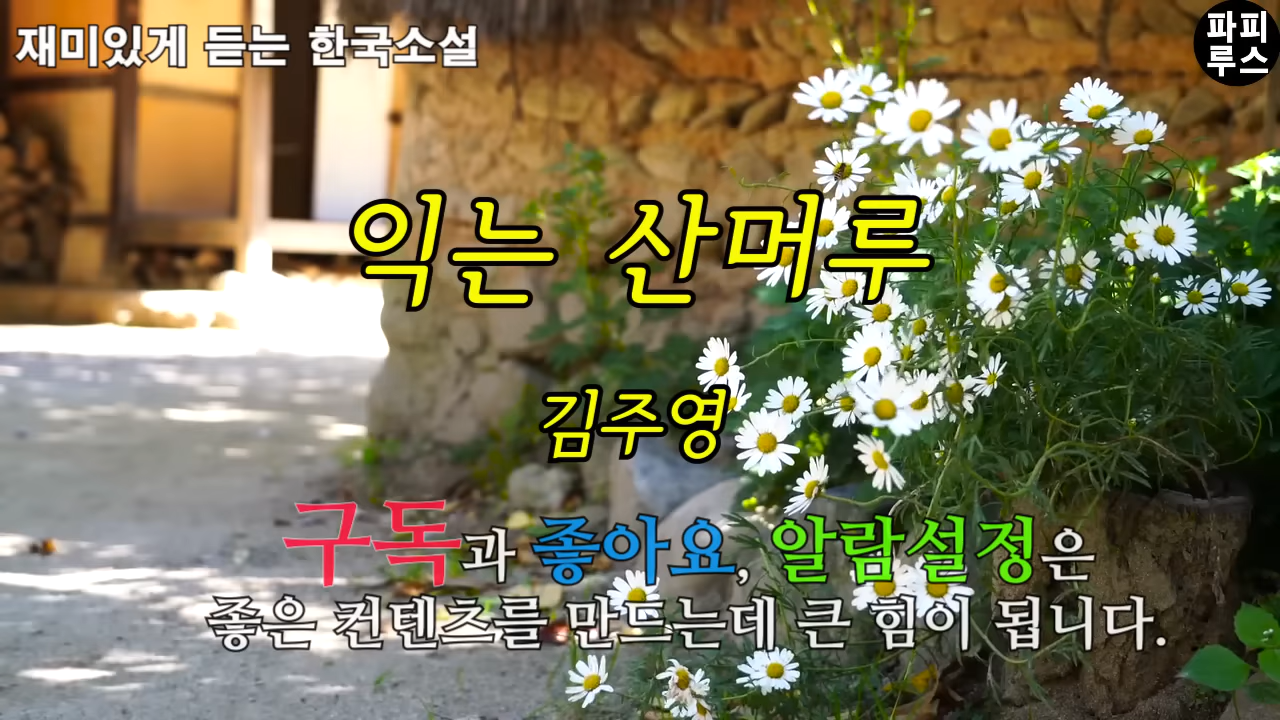 재미있게 듣는 한국소설
파피
루스
익는 산머루
김주영
구독과 좋아요, 알람설정은
좋은 컨텐츠를 만드는데 큰 힘이 됩니다.